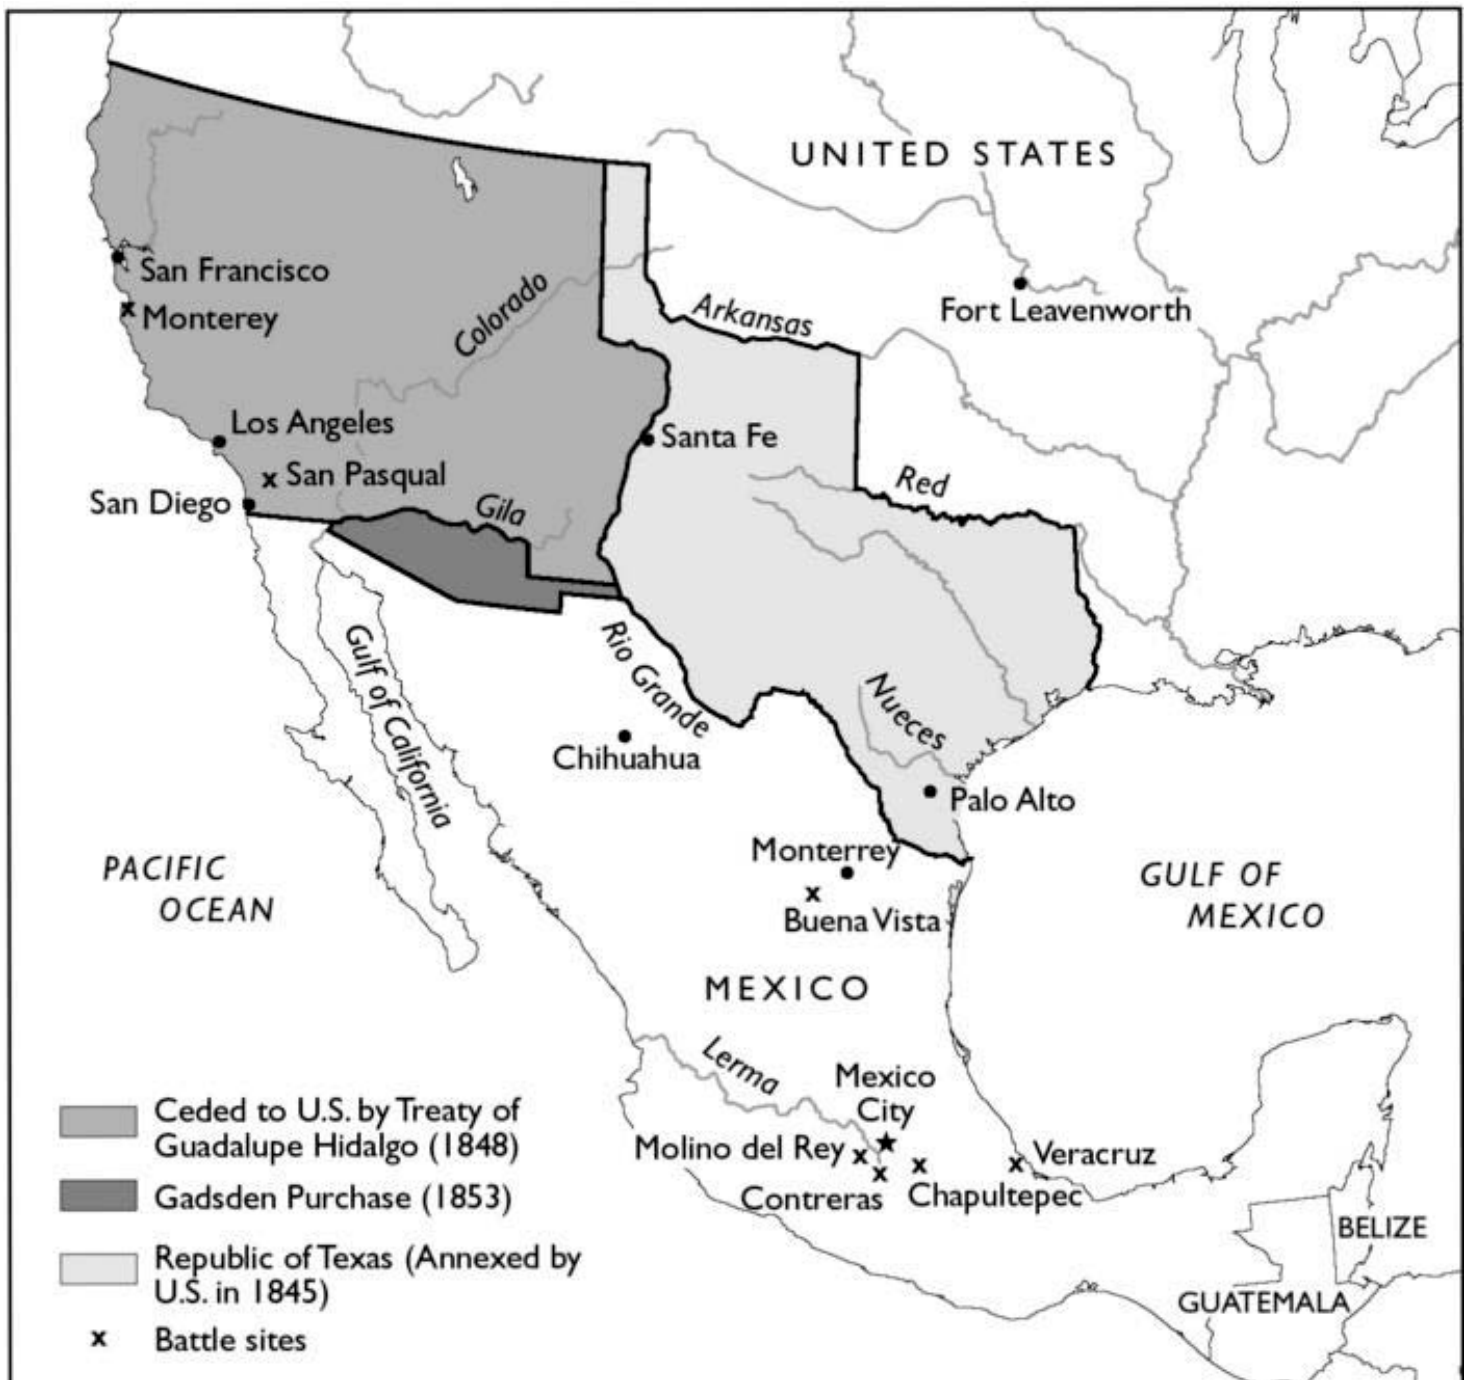 UNITED STATES
San Francisco
Colorado
Arkansas
Fort Leavenworth
Monterey
Los Angeles
Santa Fe
San Pasqual
San Diego
Gila
Red
Gulf of California
Rio Grande
Nueces
Chihuahua
Palo Alto
Monterrey
PACIFIC
OCEAN
GULF OF
MEXICO
Buena Vista
MEXICO
Lerma
Mexico
City
Molino del Rey
Veracruz
Contreras
Chapultepec
BELIZE
GUATEMALA
Ceded to U.S. by Treaty of
Guadalupe Hidalgo (1848)
Gadsden Purchase (1853)
Republic of Texas (Annexed by
U.S. in 1845)
x Battle sites